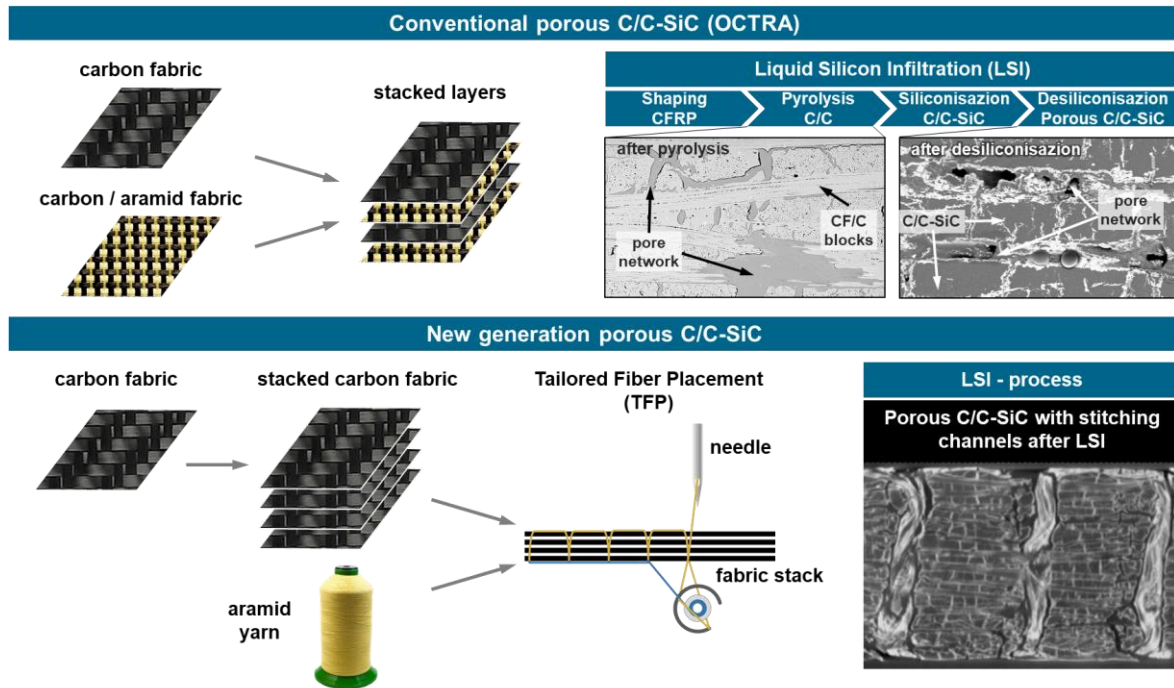 Conventional porous C/C-SiC (OCTRA)
carbon fabric
stacked layers
carbon / aramid fabric
Liquid Silicon Infiltration (LSI)
Shaping
CFRP
Pyrolysis
C/C
Siliconisazion
C/C-SiC
Desiliconisazion
Porous C/C-SiC
after pyrolysis
pore
network
CF/C
blocks
after desiliconisazion
C/C-SiC
pore
network
New generation porous C/C-SiC
carbon fabric
stacked carbon fabric
aramid
yarn
Tailored Fiber Placement
(TFP)
needle
fabric stack
LSI - process
Porous C/C-SiC with stitching
channels after LSI